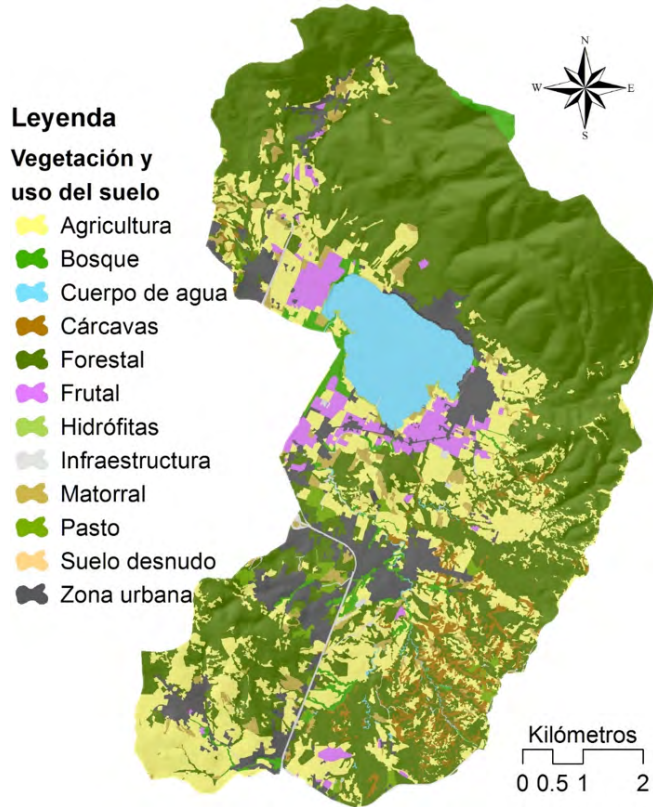 N
W E
S
Leyenda
Vegetación y
uso del suelo
Agricultura
Bosque
Cuerpo de agua
Cárcavas
Forestal
Frutal
Hidrófitas
Infraestructura
Matorral
Pasto
Suelo desnudo
Zona urbana
Kilómetros
0 0.5 1 2